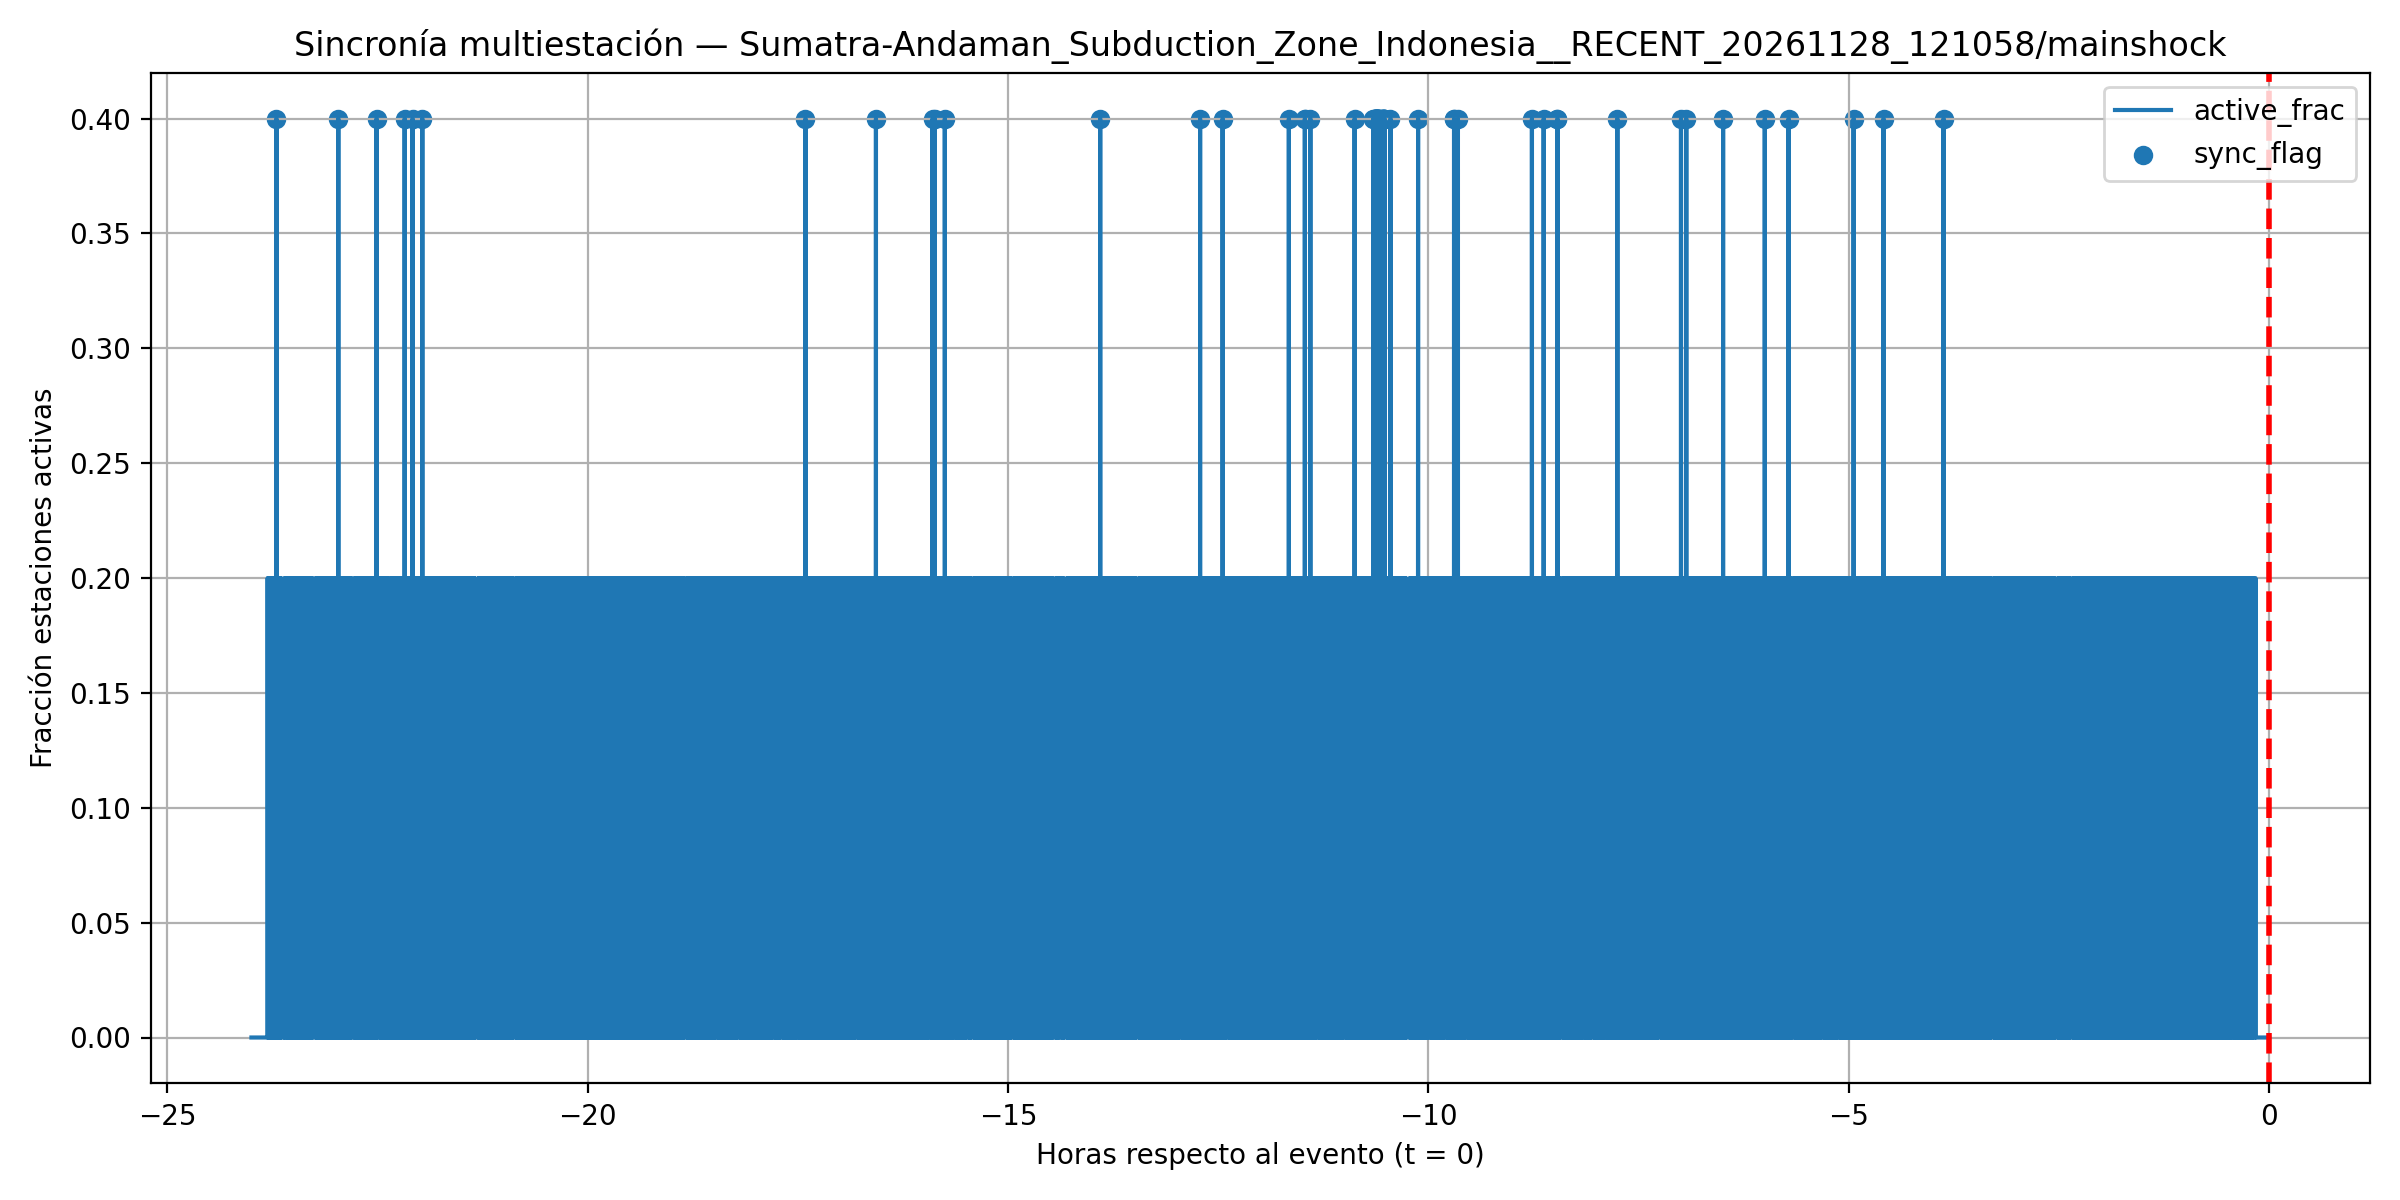 Sincronía multiestación — Sumatra-Andaman_Subduction_Zone_Indonesia__RECENT_20261128_121058/mainshock
active_frac
sync_flag
Fracción estaciones activas
0.40
0.35
0.30
0.25
0.20
0.15
0.10
0.05
0.00
−25 −20 −15 −10 −5 0
Horas respecto al evento (t = 0)